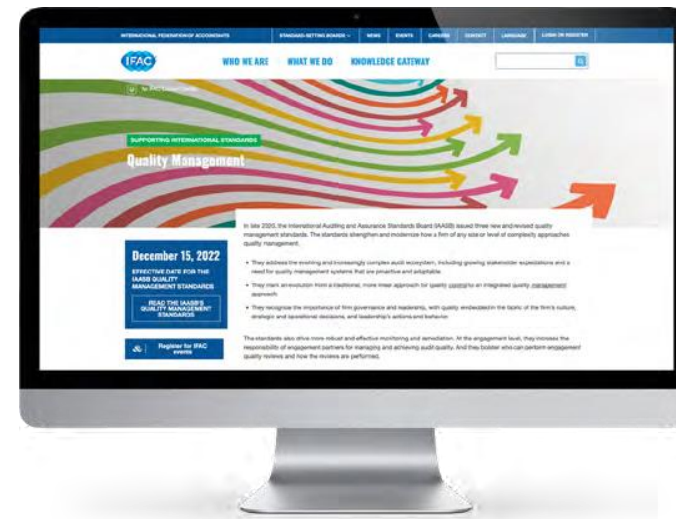 INTERNATIONAL FEDERATION OF ACCOUNTANTS
STANDARD-SETTING BOARDS
NEWS
EVENTS
CAREERS
CONTACT
LANGUAGE
LOGIN OR REGISTER
IFAC
WHO WE ARE
WHAT WE DO
KNOWLEDGE GATEWAY
SUPPORTING INTERNATIONAL STANDARDS
Quality Management
In late 2020, the International Auditing and Assurance Standards Board (IAASB) issued three new and revised quality
management standards. The standards strengthen and modernize how a firm of any size or level of complexity approaches
quality management.
• They address the evolving and increasingly complex audit ecosystem, including growing stakeholder expectations and a
need for quality management systems that are proactive and adaptable.
• They mark an evolution from a traditional, more linear approach for quality control to an integrated quality management
approach.
• They recognize the importance of firm governance and leadership, with quality embedded in the fabric of the firm's culture,
strategic and operational decisions, and leadership's actions and behavior.
The standards also drive more robust and effective monitoring and remediation. At the engagement level, they increase the
responsibility of engagement partners for managing and achieving audit quality. And they bolster who can perform engagement
quality reviews and how the reviews are performed.
December 15, 2022
EFFECTIVE DATE FOR THE
IAASB QUALITY
MANAGEMENT STANDARDS
READ THE IAASB'S
QUALITY MANAGEMENT
STANDARDS
Register for IFAC
events